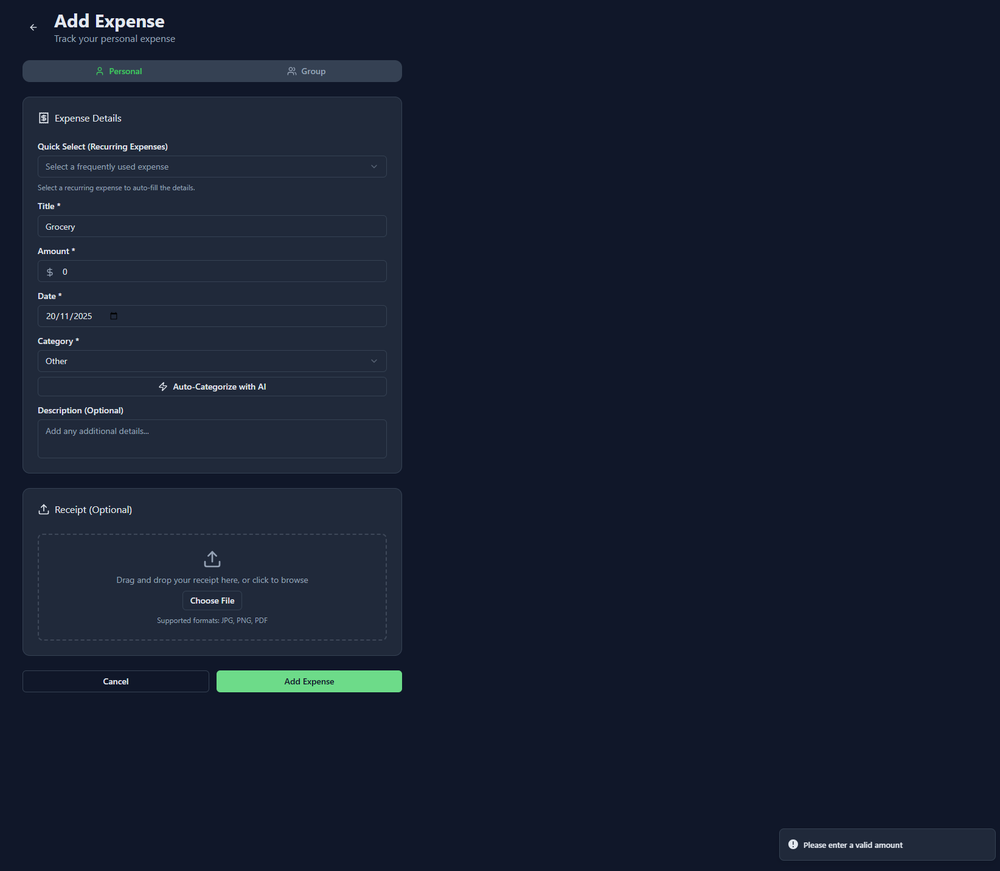 Add Expense
Track your personal expense
Personal
Group
Expense Details
Quick Select (Recurring Expenses)
Select a frequently used expense
Select a recurring expense to auto-fill the details.
Title *
Grocery
Amount *
$ 0
Date *
20/11/2025
Category *
Other
Auto-Categorize with AI
Description (Optional)
Add any additional details...
Receipt (Optional)
Drag and drop your receipt here, or click to browse
Choose File
Supported formats: JPG, PNG, PDF
Cancel
Add Expense
Please enter a valid amount